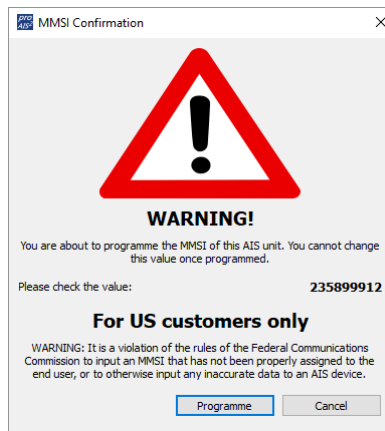 pro
AIS2
MMSI Confirmation
WARNING!
You are about to programme the MMSI of this AIS unit. You cannot change
this value once programmed.
Please check the value: 235899912
For US customers only
WARNING: It is a violation of the rules of the Federal Communications
Commission to input an MMSI that has not been properly assigned to the
end user, or to otherwise input any inaccurate data to an AIS device.
Programme Cancel